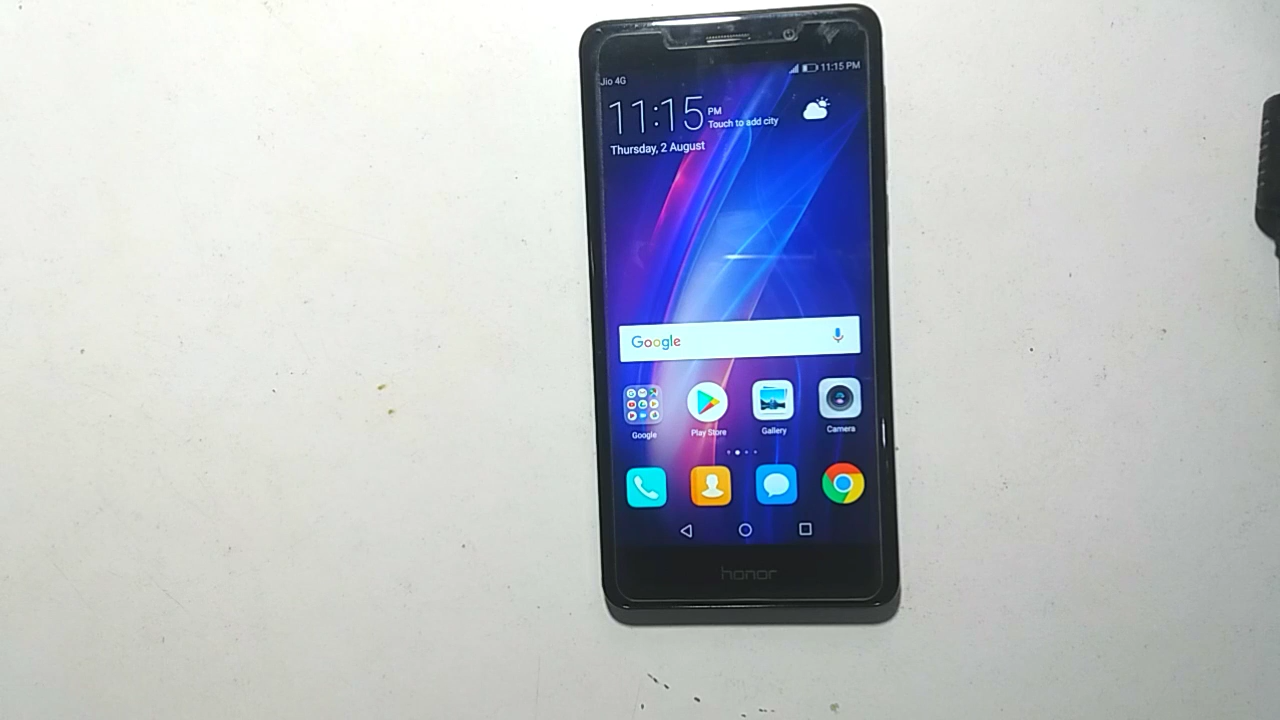 Jio 4G
11:15 PM
11:15 PM
Touch to add city
Thursday, 2 August
Google
Google
Play Store
Gallery
Camera
honor